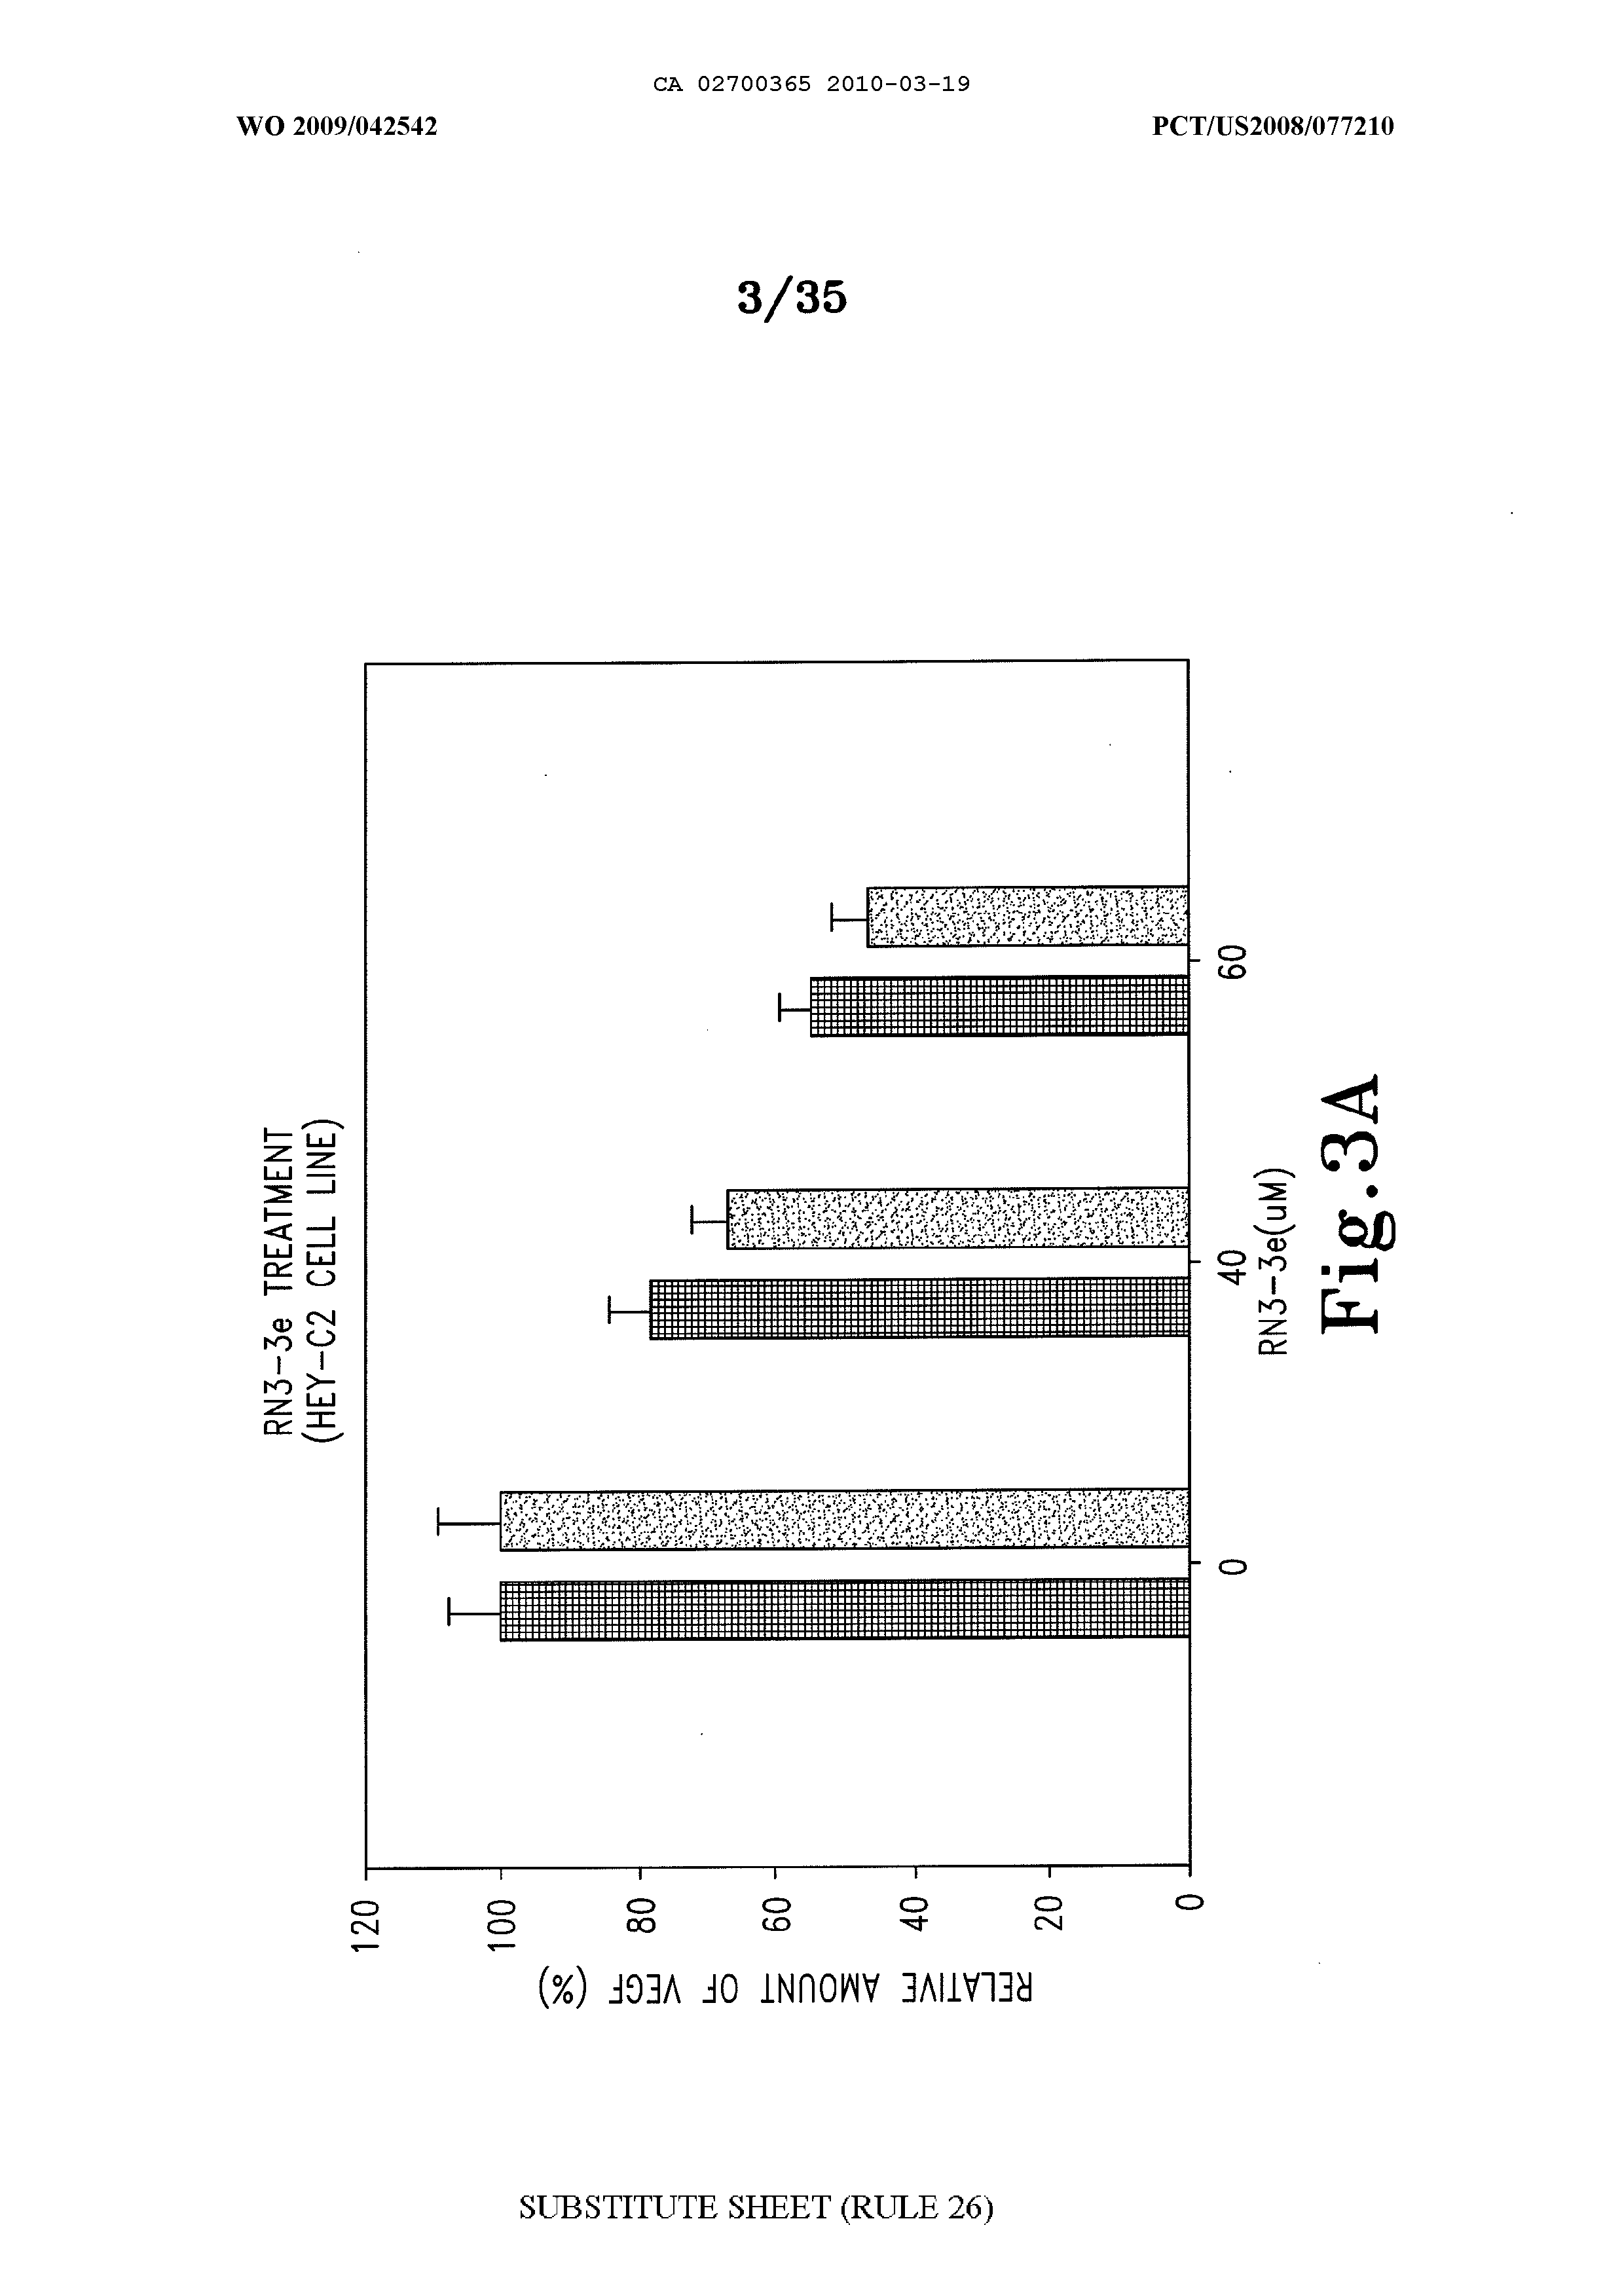 CA 02700365 2010-03-19
WO 2009/042542
PCT/US2008/077210
3/35
RN3-3e TREATMENT
(HEY-C2 CELL LINE)
120
100
80
60
40
20
0
RELATIVE AMOUNT OF VEGF (%)
0
40
60
RN3-3e(uM)
Fig.3A
SUBSTITUTE SHEET (RULE 26)